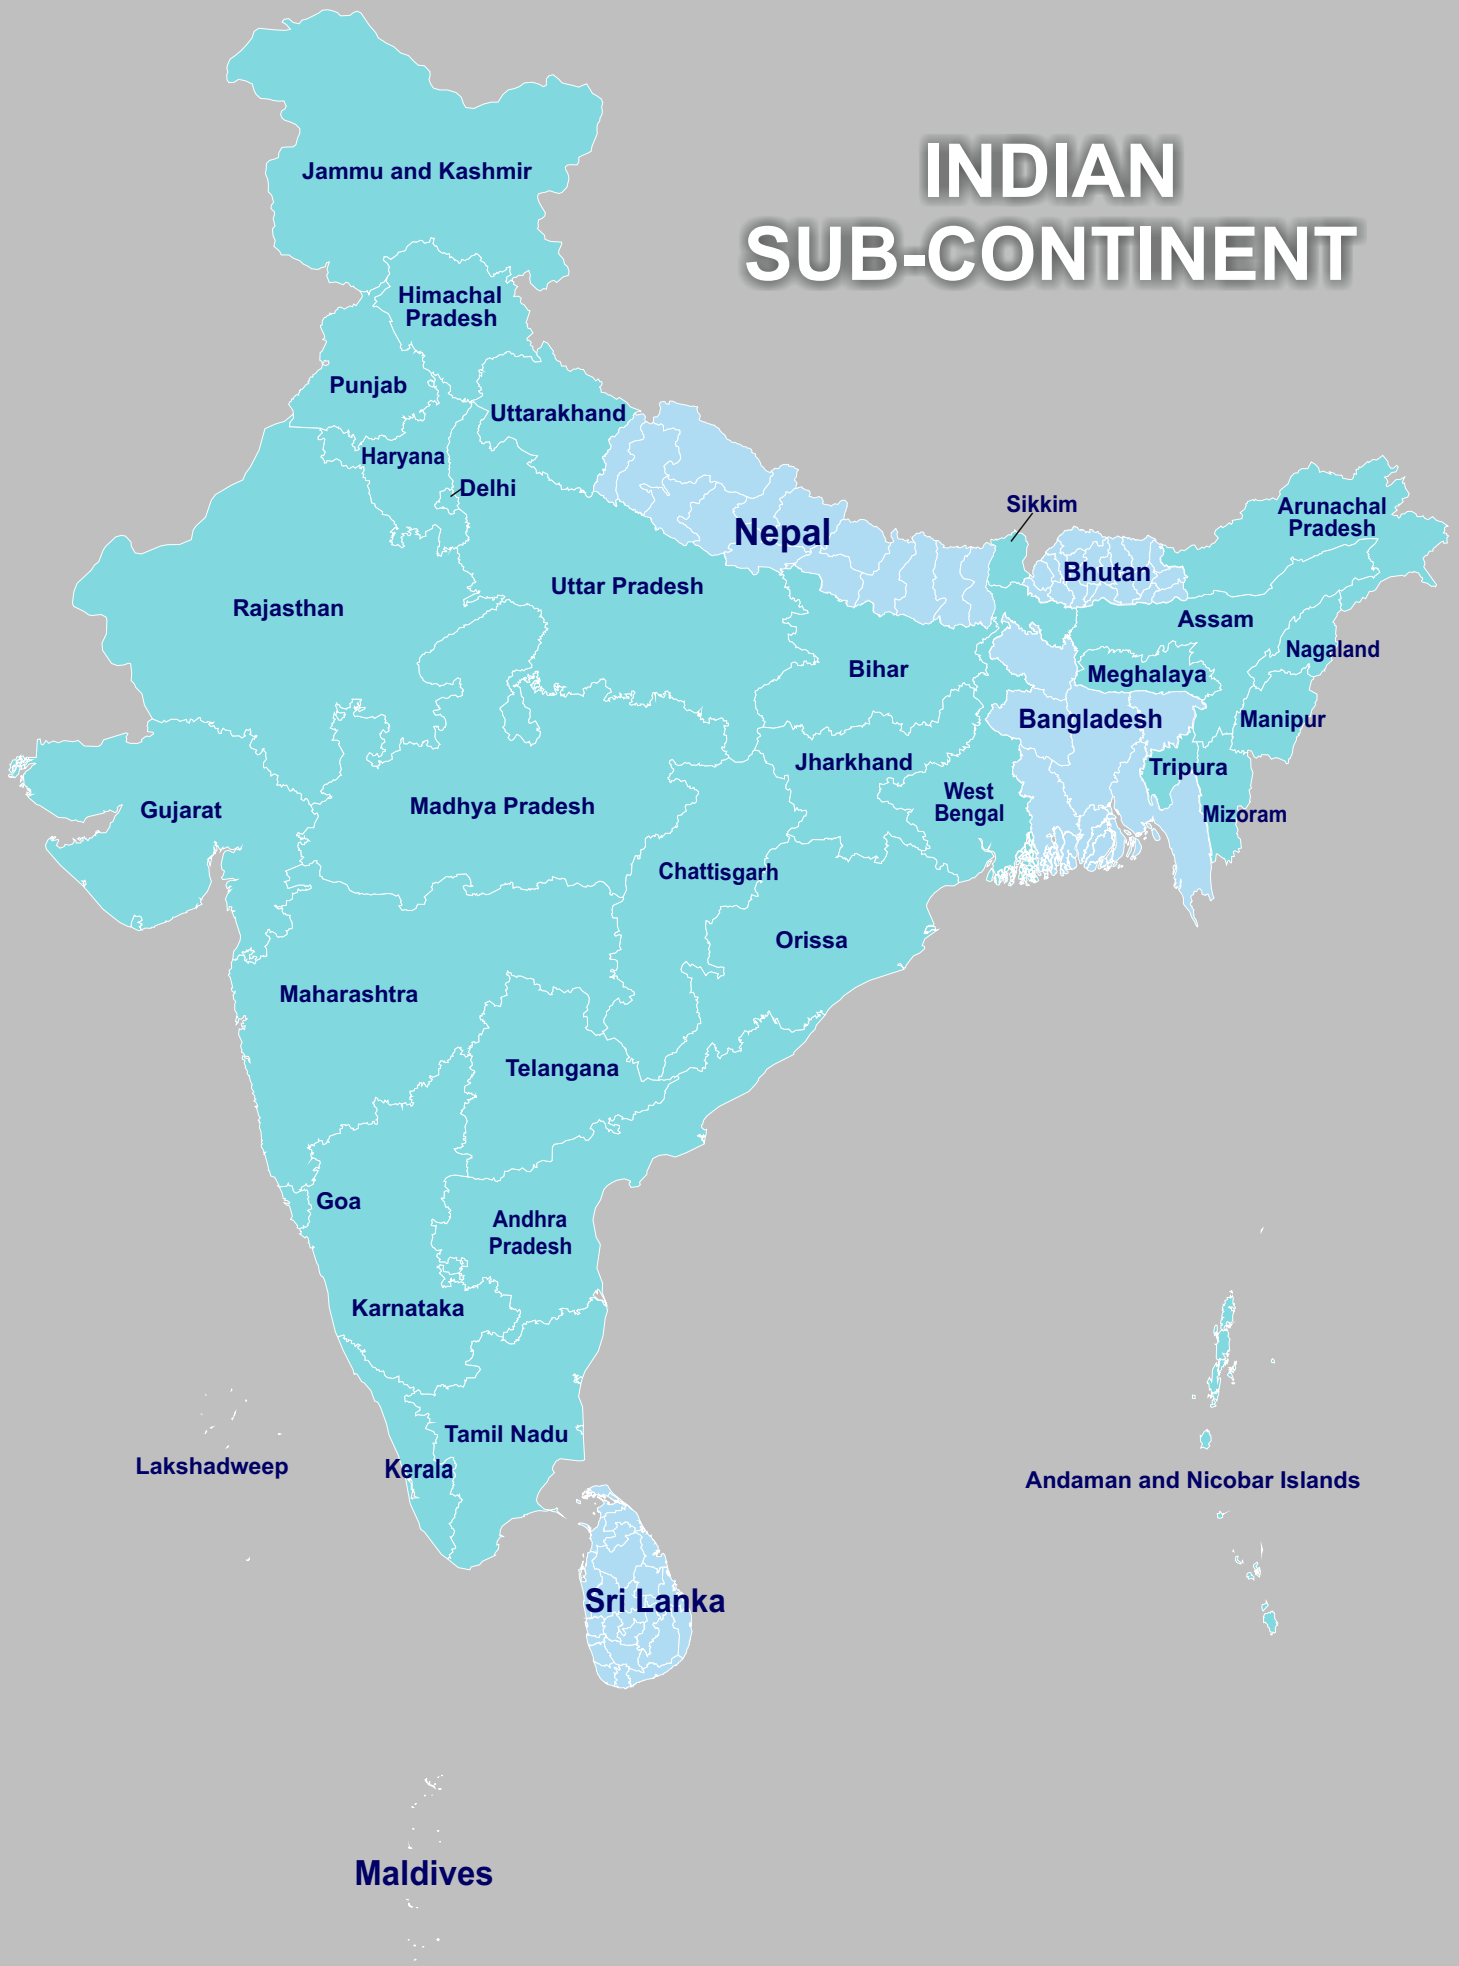 INDIAN
SUB-CONTINENT
Jammu and Kashmir
Himachal
Pradesh
Punjab
Uttarakhand
Haryana
Delhi
Sikkim
Arunachal
Pradesh
Nepal
Bhutan
Uttar Pradesh
Rajasthan
Assam
Nagaland
Bihar
Meghalaya
Bangladesh
Manipur
Jharkhand
Tripura
West
Bengal
Madhya Pradesh
Gujarat
Mizoram
Chattisgarh
Orissa
Maharashtra
Telangana
Goa
Andhra
Pradesh
Karnataka
Tamil Nadu
Kerala
Lakshadweep
Andaman and Nicobar Islands
Sri Lanka
Maldives